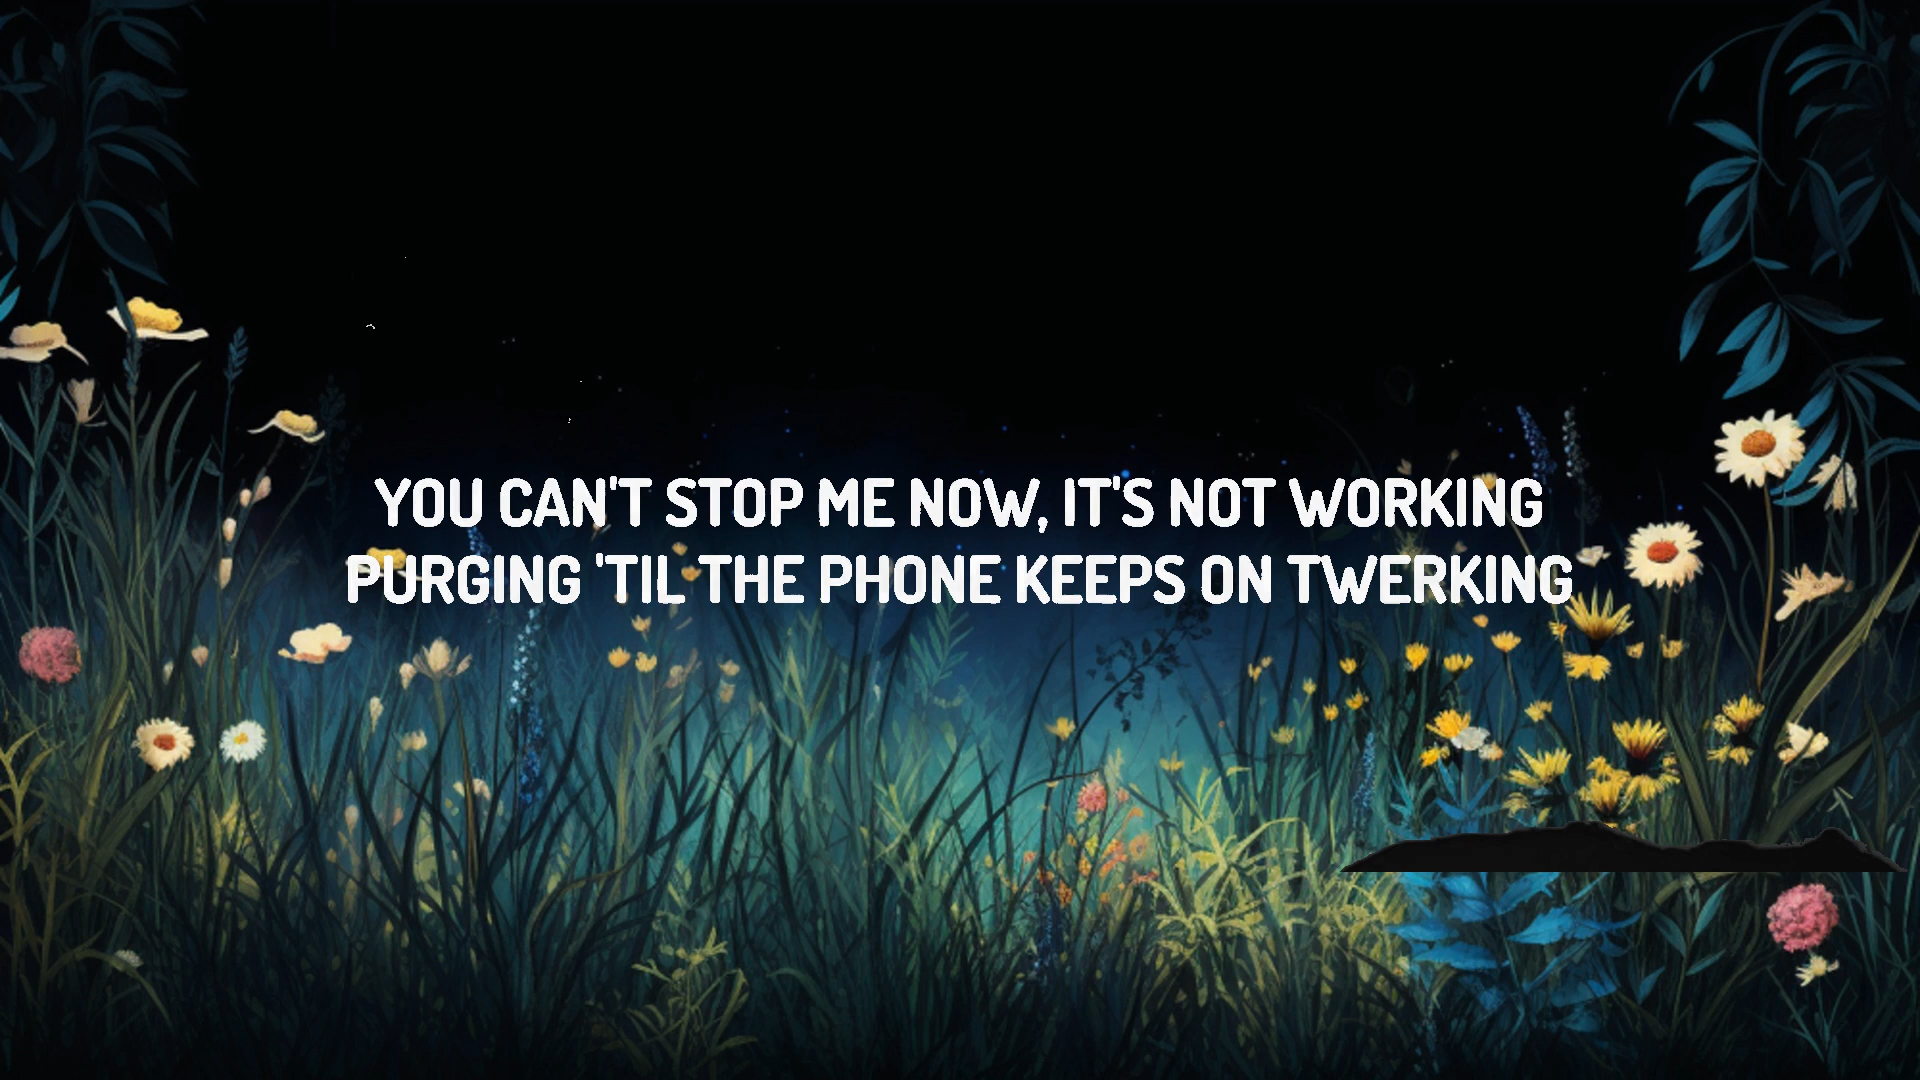 YOU CAN'T STOP ME NOW, IT'S NOT WORKING
PURGING 'TIL THE PHONE KEEPS ON TWERKING